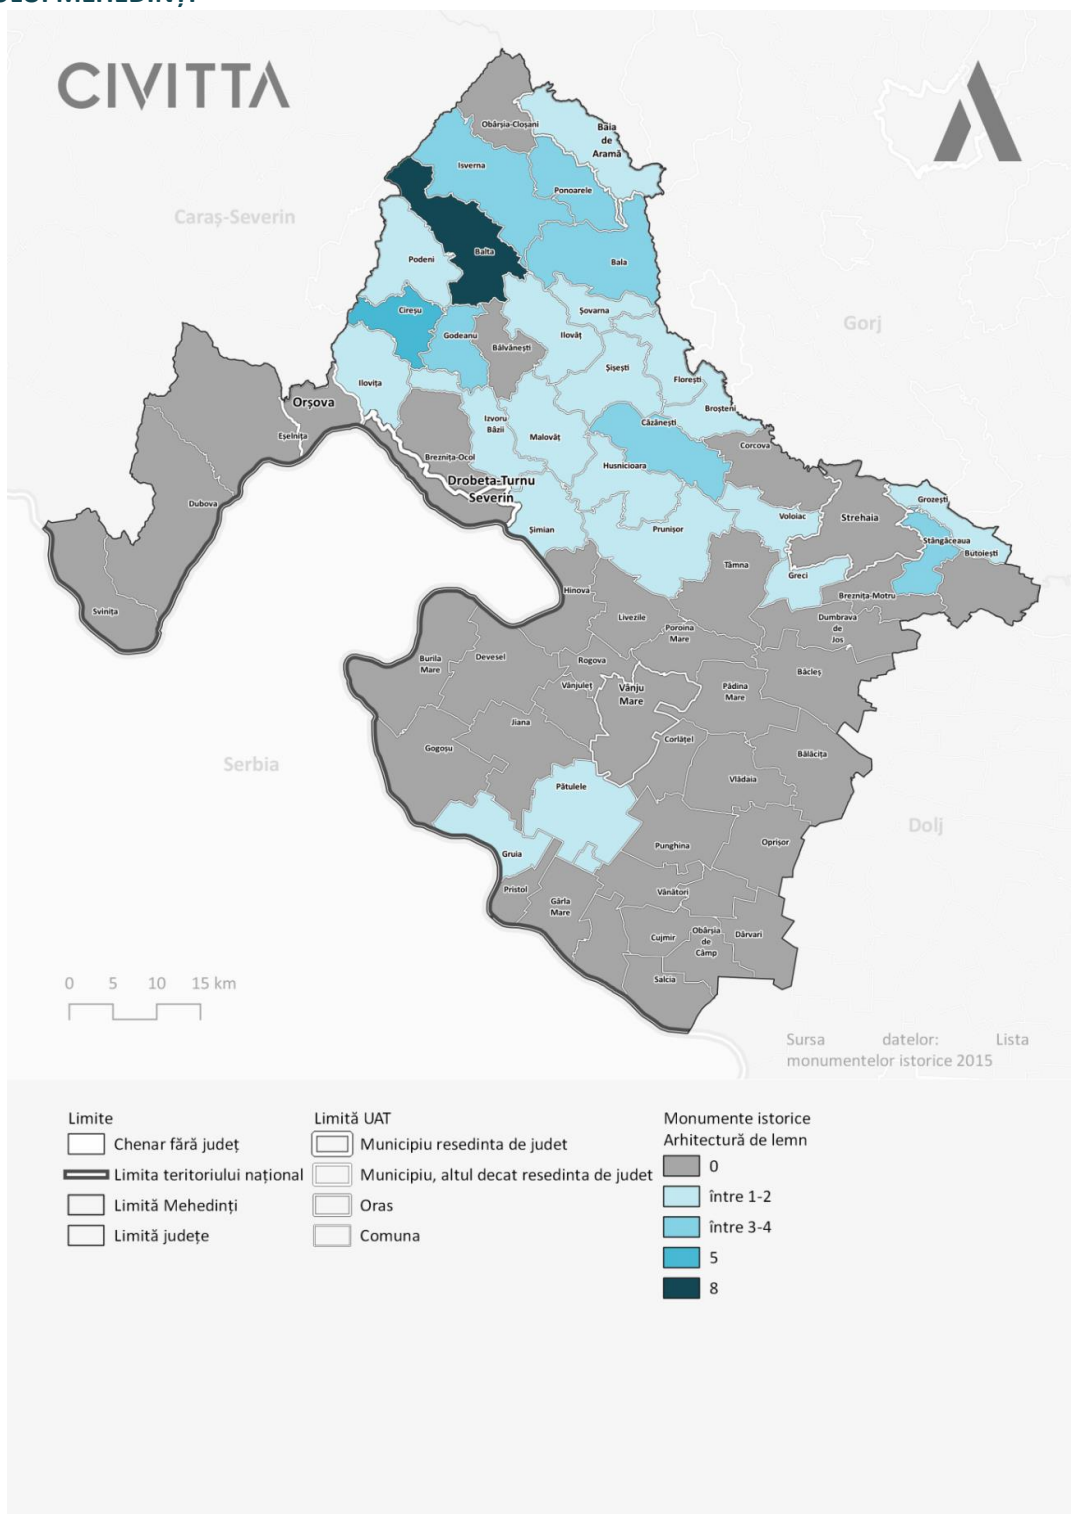 CIVITTA
Obârșia-Cloșani
Baia
de
Aramă
Isverna
Ponoarele
Caraș-Severin
Balta
Podeni
Bala
Cireșu
Șovarna
Gorj
Godeanu
Ilovăț
Bâlvănești
Șișești
Ilovița
Florești
Orșova
Broșteni
Izvoru
Bâzii
Căzănești
Eșelnița
Malovăț
Corcova
Breznița-Ocol
Husnicioara
Drobeta-Turnu
Severin
Grozești
Dubova
Voloiac
Strehaia
Șimian
Prunișor
Stângăceaua
Butoiești
Tâmna
Greci
Hinova
Breznița-Motru
Svinița
Livezile
Dumbrava
de
Jos
Poroina
Mare
Burila
Mare
Devesel
Rogova
Bâcleș
Vânjuleț
Vânju
Mare
Pădina
Mare
Jiana
Corlățel
Gogoșu
Bălăcița
Serbia
Vlădaia
Pătulele
Dolj
Punghina
Oprișor
Gruia
Pristol
Vânători
Gârla
Mare
Cujmir
Obârșia
de
Câmp
Dârvari
Salcia
0 5 10 15 km
Sursa datelor: Lista
monumentelor istorice 2015
Limite
Chenar fără județ
Limita teritoriului național
Limită Mehedinți
Limită județe
Limită UAT
Municipiu resedinta de judet
Municipiu, altul decat resedinta de judet
Oras
Comuna
Monumente istorice
Arhitectură de lemn
0
între 1-2
între 3-4
5
8